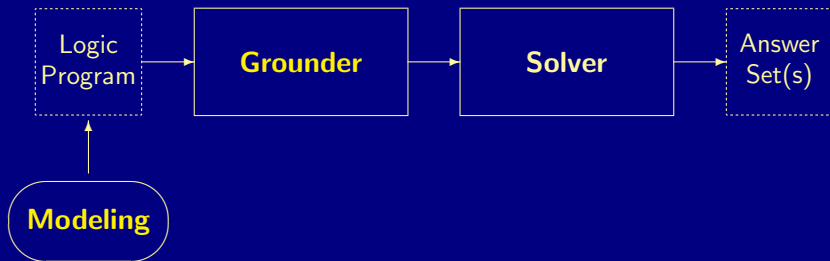 Logic
Program
Grounder
Solver
Answer
Set(s)
Modeling